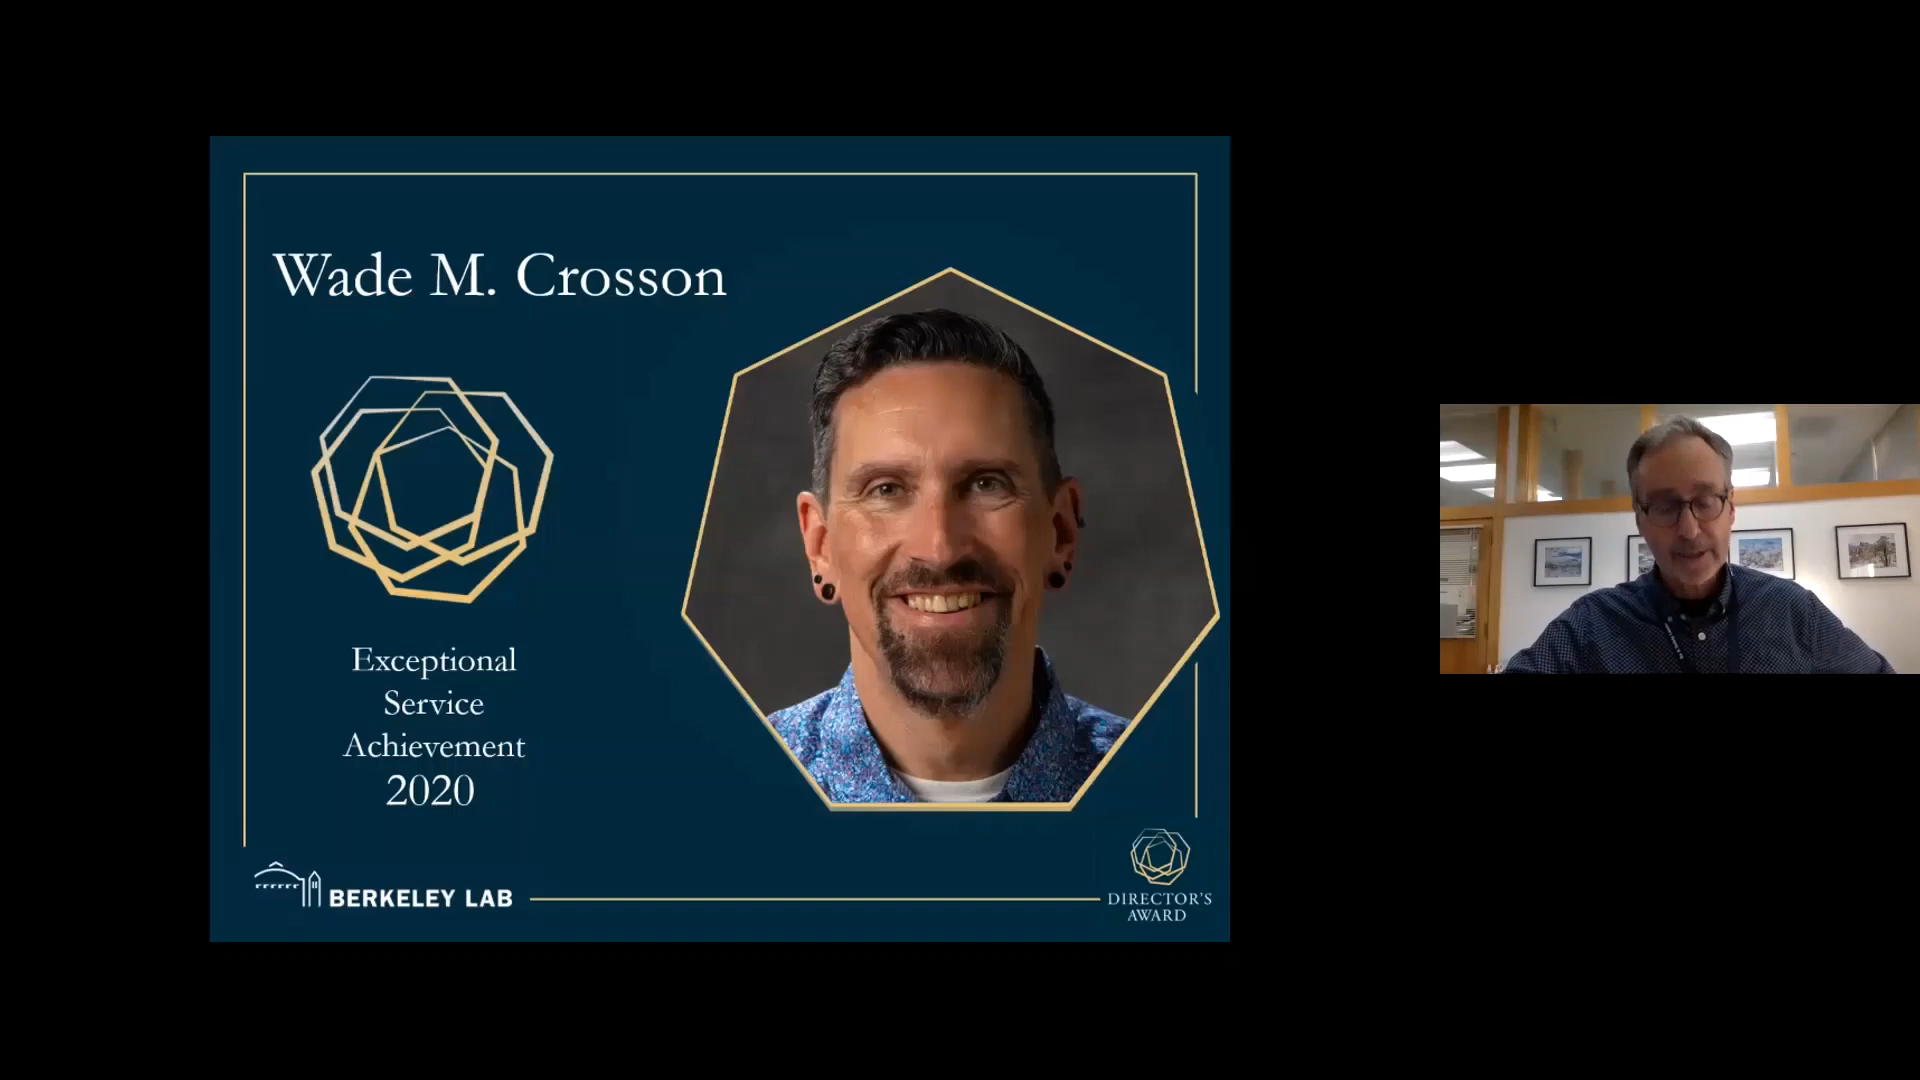 Wade M. Crosson
Exceptional
Service
Achievement
2020
BERKELEY LAB
DIRECTOR'S
AWARD